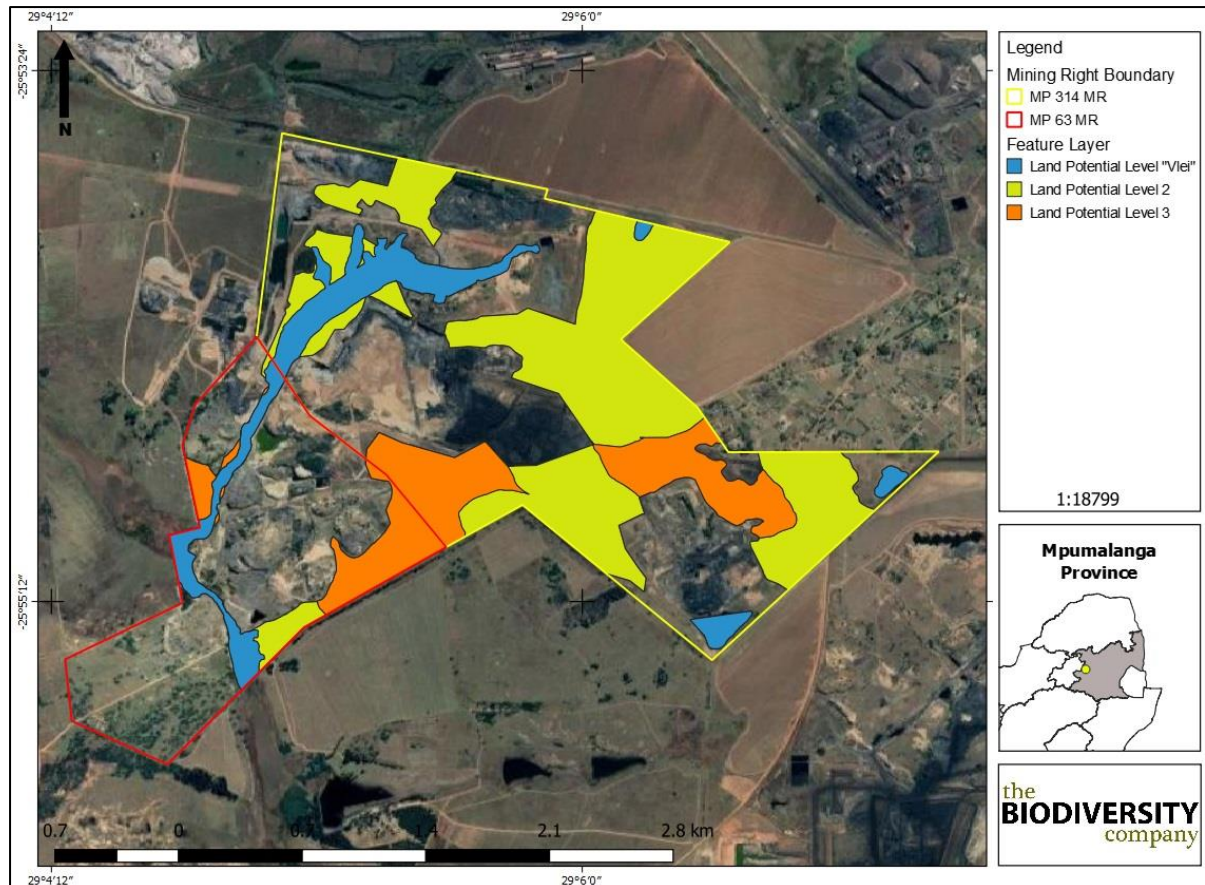 29°4'12"
29°6'0"
-25°53'24"
N
-25°55'12"
0.7
0
0.7
1.4
2.1
2.8 km
29°4'12"
29°6'0"
Legend
Mining Right Boundary
MP 314 MR
MP 63 MR
Feature Layer
Land Potential Level "Vlei"
Land Potential Level 2
Land Potential Level 3
1:18799
Mpumalanga
Province
the
BIODIVERSITY
company